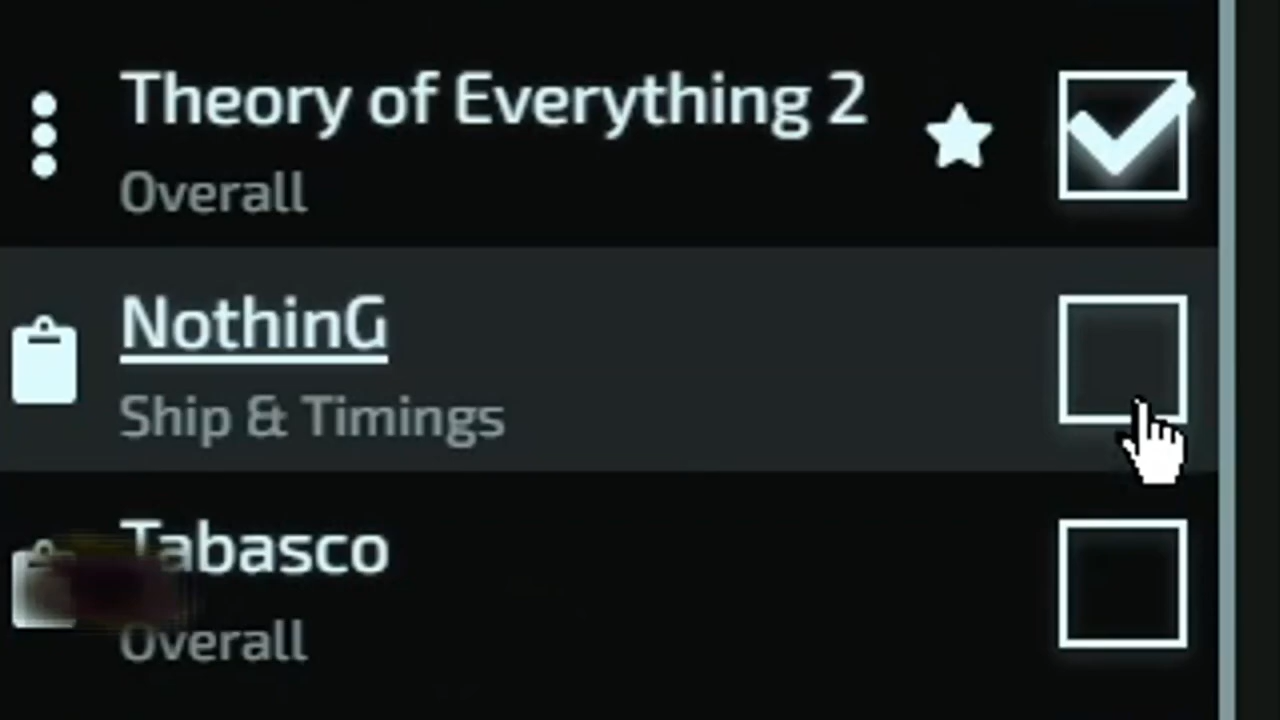 Theory of Everything 2
Overall
NothinG
Ship & Timings
Tabasco
Overall